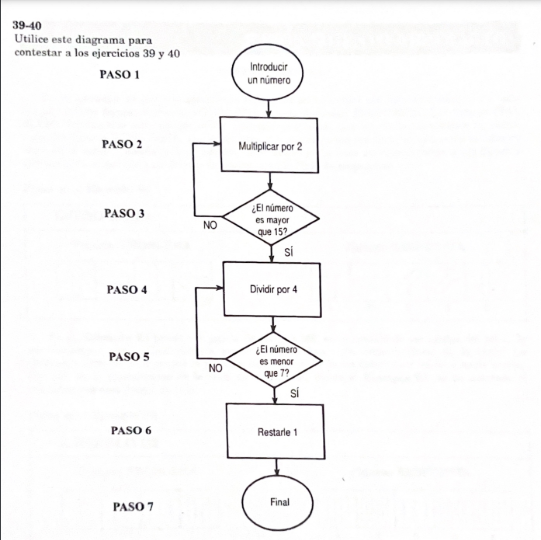 39-40
Utilice este diagrama para
contestar a los ejercicios 39 y 40
PASO 1
Introducir
un número
PASO 2
Multiplicar por 2
PASO 3
¿El número
es mayor
que 15?
NO
SÍ
PASO 4
Dividir por 4
PASO 5
¿El número
es menor
que 7?
NO
SÍ
PASO 6
Restarle 1
PASO 7
Final